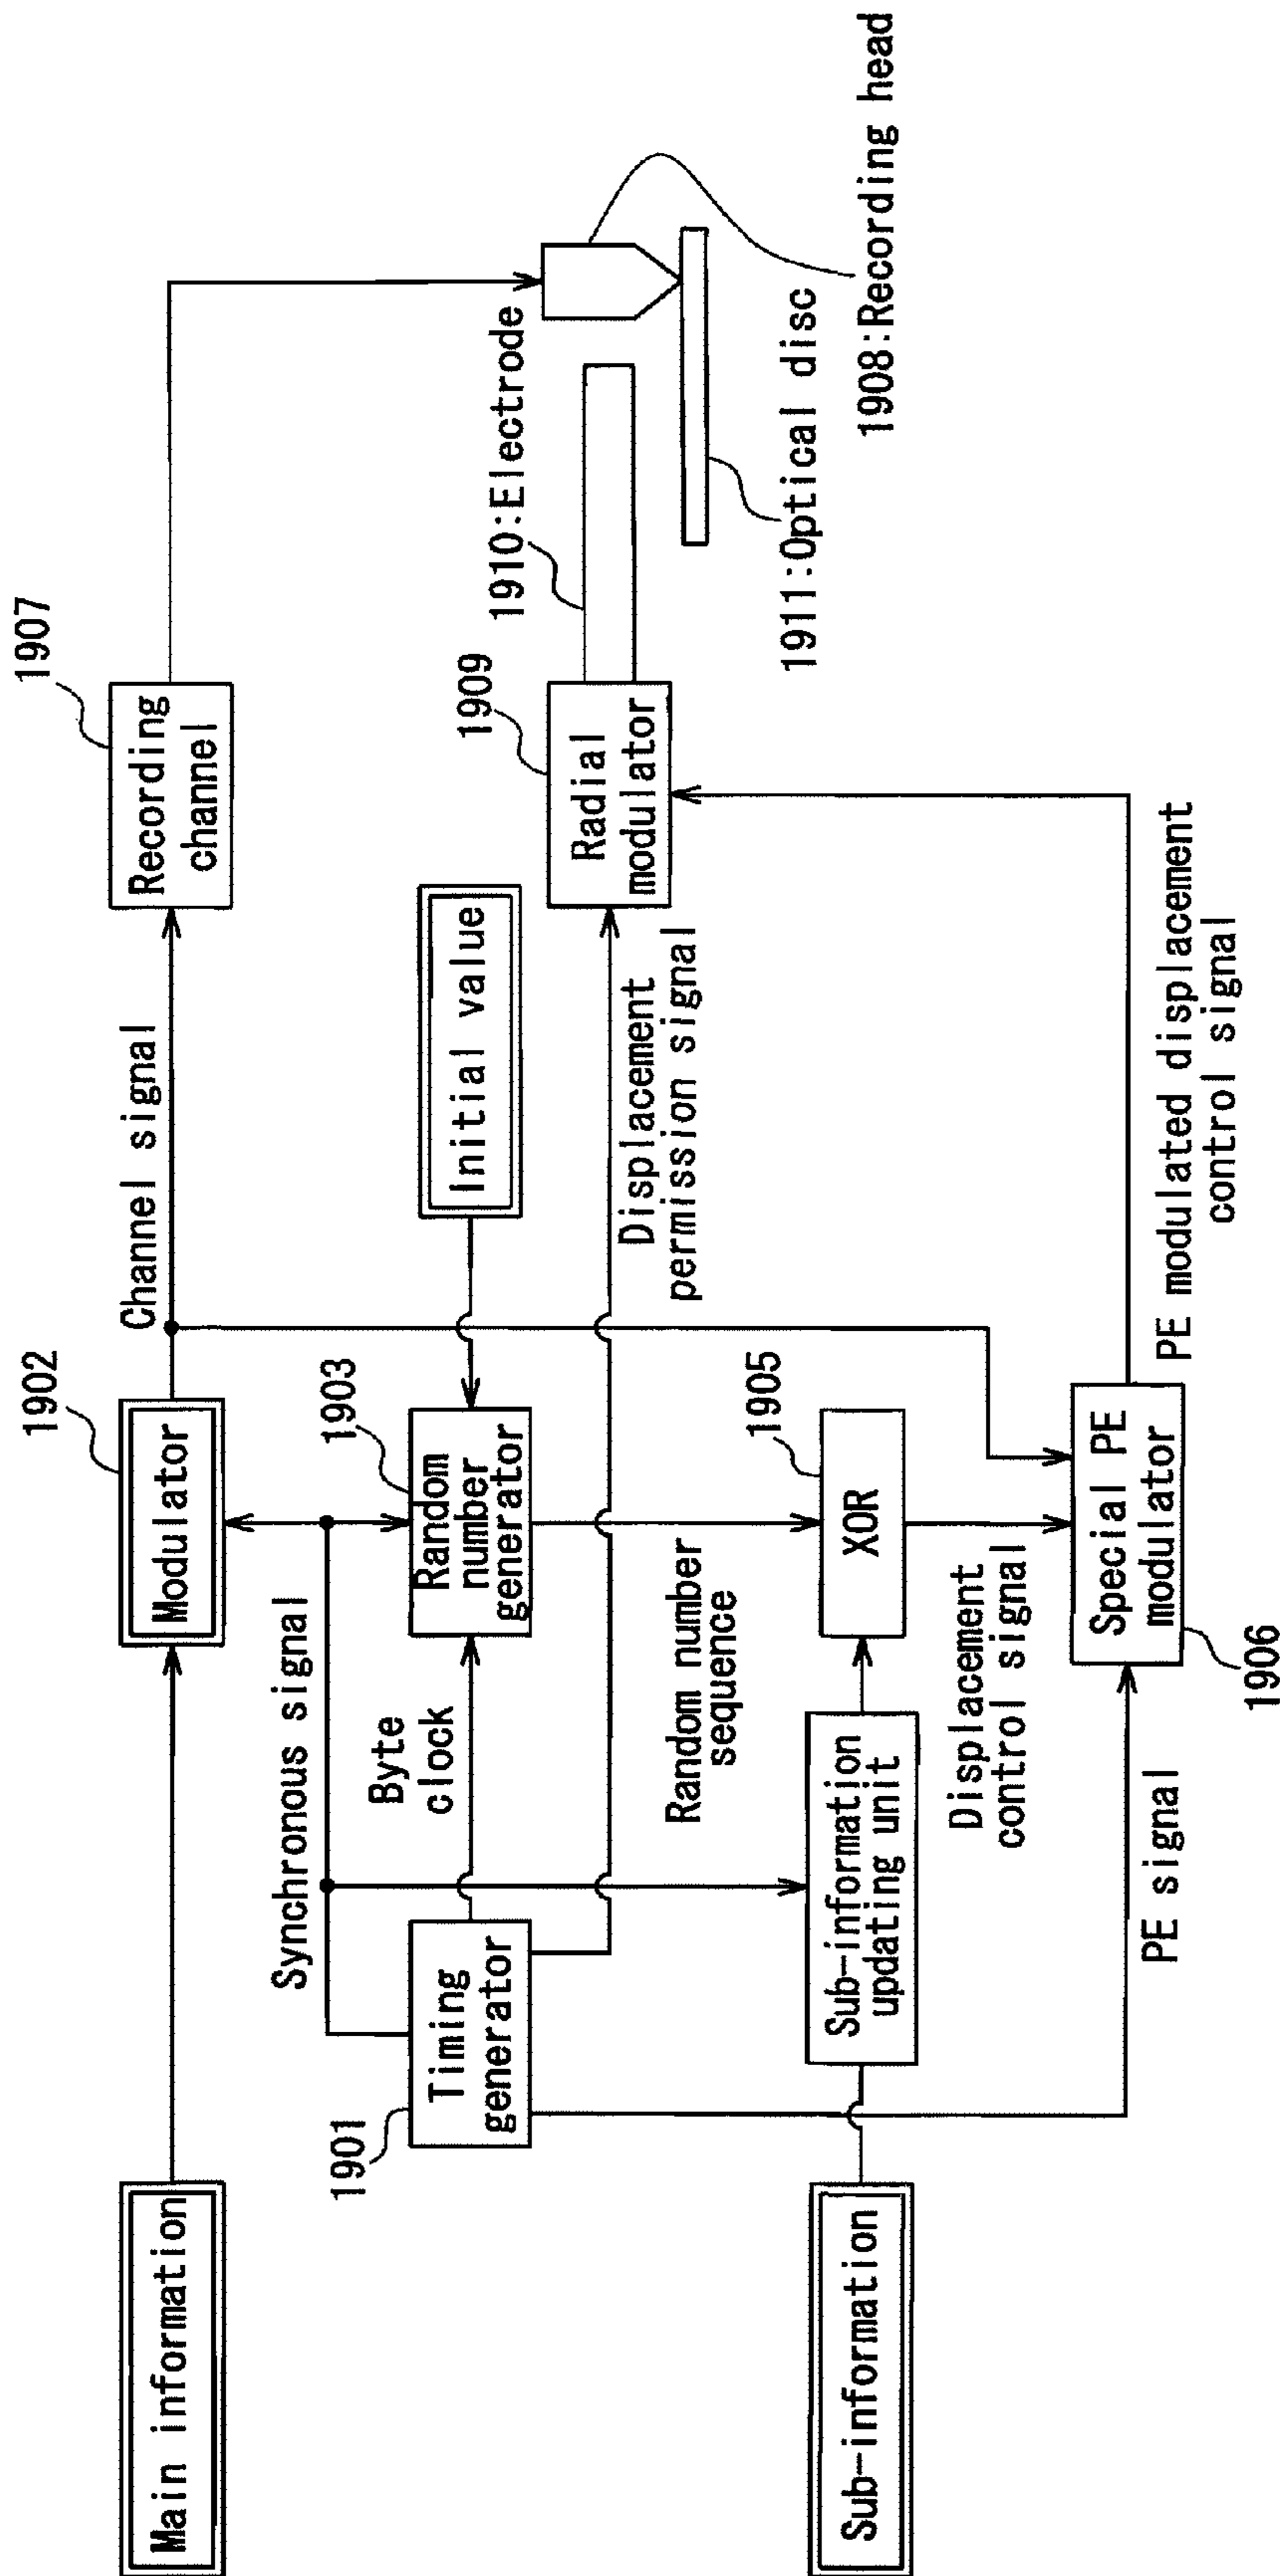 Main information
1902
Modulator
Channel signal
1907
Recording
channel
Synchronous signal
1901
Timing
generator
Byte
clock
1903
Random
number
generator
Initial value
Displacement
permission signal
1909
Radial
modulator
1910:Electrode
1911:Optical disc
1908:Recording head
Random number
sequence
Sub-information
Sub-information
updating unit
1905
XOR
Displacement
control signal
PE signal
Special PE
modulator
1906
PE modulated displacement
control signal